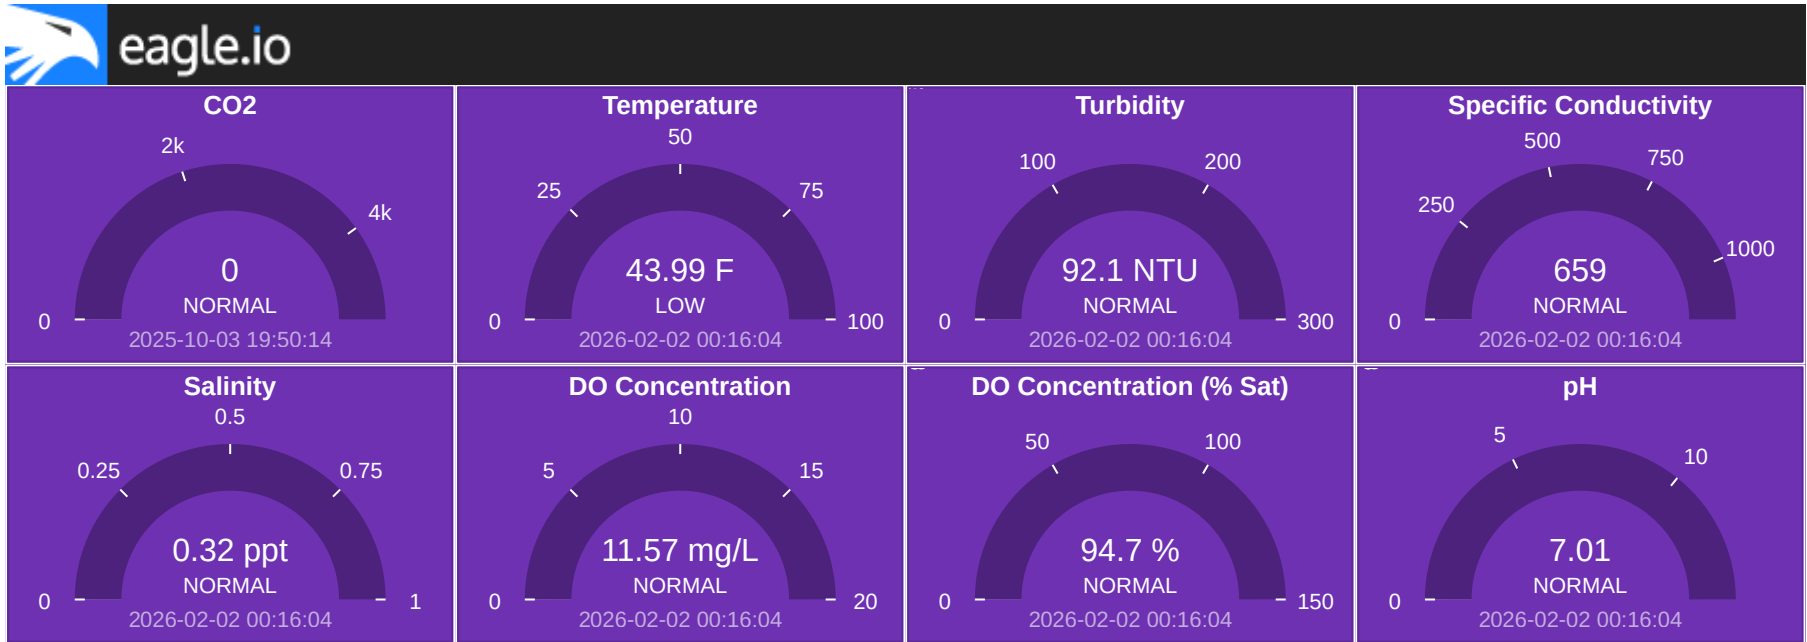 eagle.io
CO2
2k
4k
0
0
NORMAL
2025-10-03 19:50:14
Temperature
50
25
75
43.99 F
LOW
0
100
2026-02-02 00:16:04
Turbidity
100
200
92.1 NTU
NORMAL
0
300
2026-02-02 00:16:04
Specific Conductivity
500
750
250
1000
659
NORMAL
0
2026-02-02 00:16:04
Salinity
0.5
0.25
0.75
0.32 ppt
NORMAL
0
1
2026-02-02 00:16:04
DO Concentration
10
5
15
11.57 mg/L
NORMAL
0
20
2026-02-02 00:16:04
DO Concentration (% Sat)
50
100
94.7 %
NORMAL
0
150
2026-02-02 00:16:04
pH
5
10
7.01
NORMAL
0
2026-02-02 00:16:04